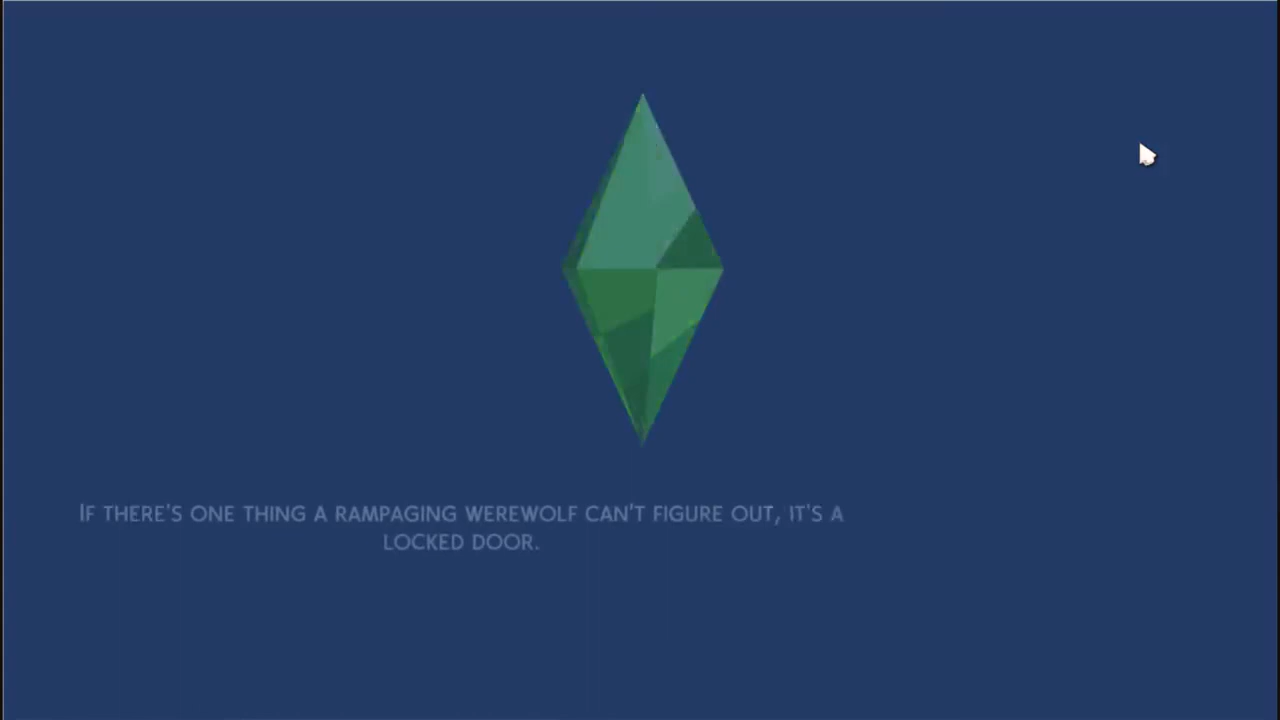 If there's one thing a rampaging werewolf can't figure out, it's a
locked door.